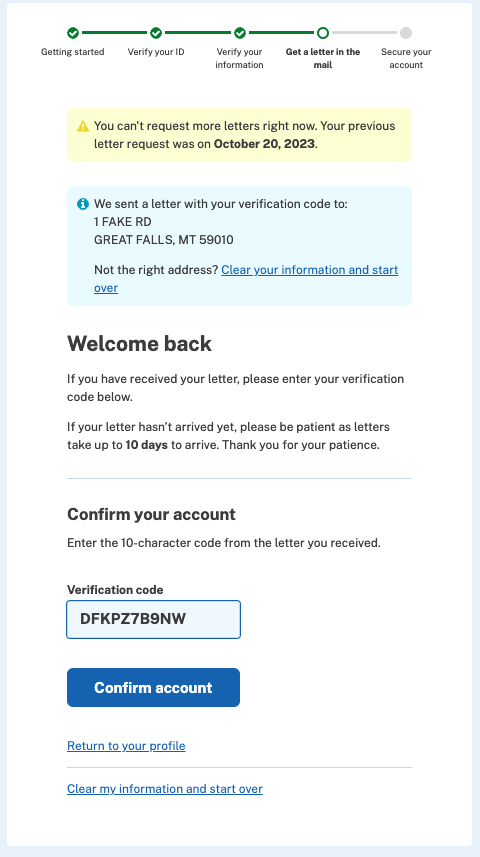 Getting started
Verify your ID
Verify your
information
Get a letter in the
mail
Secure your
account
You can't request more letters right now. Your previous
letter request was on October 20, 2023.
We sent a letter with your verification code to:
1 FAKE RD
GREAT FALLS, MT 59010
Not the right address? Clear your information and start
over
Welcome back
If you have received your letter, please enter your verification
code below.
If your letter hasn't arrived yet, please be patient as letters
take up to 10 days to arrive. Thank you for your patience.
Confirm your account
Enter the 10-character code from the letter you received.
Verification code
DFKPZ7B9NW
Confirm account
Return to your profile
Clear my information and start over